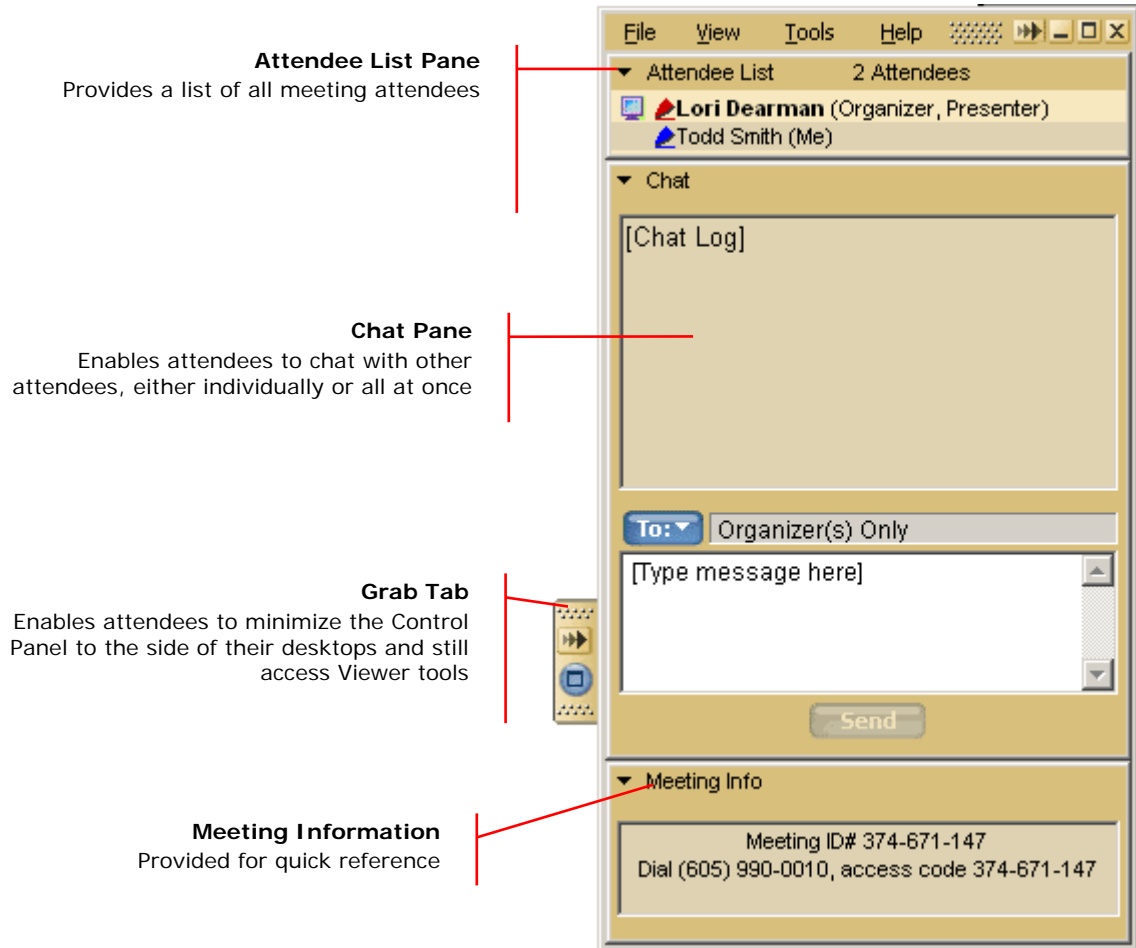 File View Tools Help
Attendee List Pane
Provides a list of all meeting attendees
Attendee List 2 Attendees
Lori Dearman (Organizer, Presenter)
Todd Smith (Me)
Chat
[Chat Log]
Chat Pane
Enables attendees to chat with other
attendees, either individually or all at once
To: Organizer(s) Only
[Type message here]
Grab Tab
Enables attendees to minimize the Control
Panel to the side of their desktops and still
access Viewer tools
Send
Meeting Info
Meeting Information
Provided for quick reference
Meeting ID# 374-671-147
Dial (605) 990-0010, access code 374-671-147